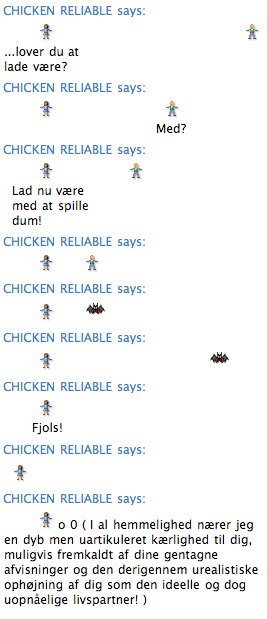 CHICKEN RELIABLE says:
...lover du at
lade være?
CHICKEN RELIABLE says:
Med?
CHICKEN RELIABLE says:
Lad nu være
med at spille
dum!
CHICKEN RELIABLE says:
CHICKEN RELIABLE says:
CHICKEN RELIABLE says:
CHICKEN RELIABLE says:
Fjols!
CHICKEN RELIABLE says:
CHICKEN RELIABLE says:
o O ( I al hemmelighed nærer jeg
en dyb men uartikuleret kærlighed til dig,
muligvis fremkaldt af dine gentagne
afvisninger og den derigennem urealistiske
ophøjning af dig som den ideelle og dog
uopnåelige livspartner! )